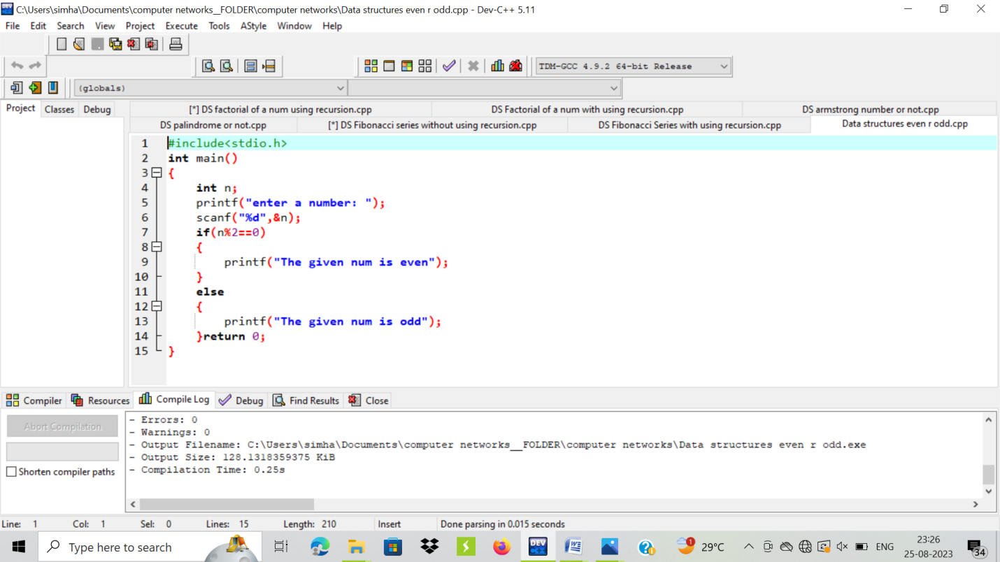 C:\Users\simha\Documents\computer networks__FOLDER\computer networks\Data structures even r odd.cpp - Dev-C++ 5.11
File Edit Search View Project Execute Tools AStyle Window Help
TDM-GCC 4.9.2 64-bit Release
(globals)
Project Classes Debug
[*] DS factorial of a num using recursion.cpp DS Factorial of a num with using recursion.cpp DS armstrong number or not.cpp
DS palindrome or not.cpp [*] DS Fibonacci series without using recursion.cpp DS Fibonacci Series with using recursion.cpp Data structures even r odd.cpp
1 #include<stdio.h>
2 int main()
3 {
4 int n;
5 printf("enter a number: ");
6 scanf("%d",&n);
7 if(n%2==0)
8 {
9 printf("The given num is even");
10 }
11 else
12 {
13 printf("The given num is odd");
14 }return 0;
15 }
Compiler Resources Compile Log Debug Find Results Close
Abort Compilation
Shorten compiler paths
- Errors: 0
- Warnings: 0
- Output Filename: C:\Users\simha\Documents\computer networks__FOLDER\computer networks\Data structures even r odd.exe
- Output Size: 128.1318359375 KiB
- Compilation Time: 0.25s
Line: 1 Col: 1 Sel: 0 Lines: 15 Length: 210 Insert Done parsing in 0.015 seconds
Type here to search
DEV
1
29°C
ENG
23:26
25-08-2023
34